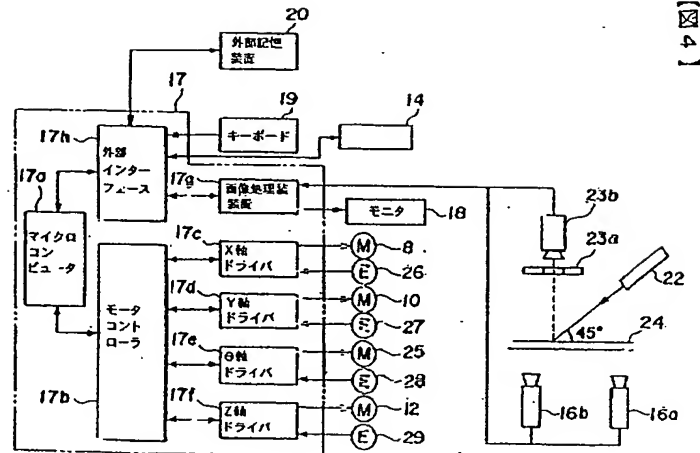 【図4】
20
外部記憶
装置
17
19
14
17h
キーボード
外部
インター
フェース
17a
17g
画像処理装
装置
モニタ
18
23b
23a
22
マイクロ
コン
ピュータ
17c
X軸
ドライバ
M
8
E
26
17d
Y軸
ドライバ
M
10
E
27
24
45°
モータ
コント
ローラ
17e
Θ軸
ドライバ
M
25
E
28
17b
17f
Z軸
ドライバ
M
12
E
29
16b
16a